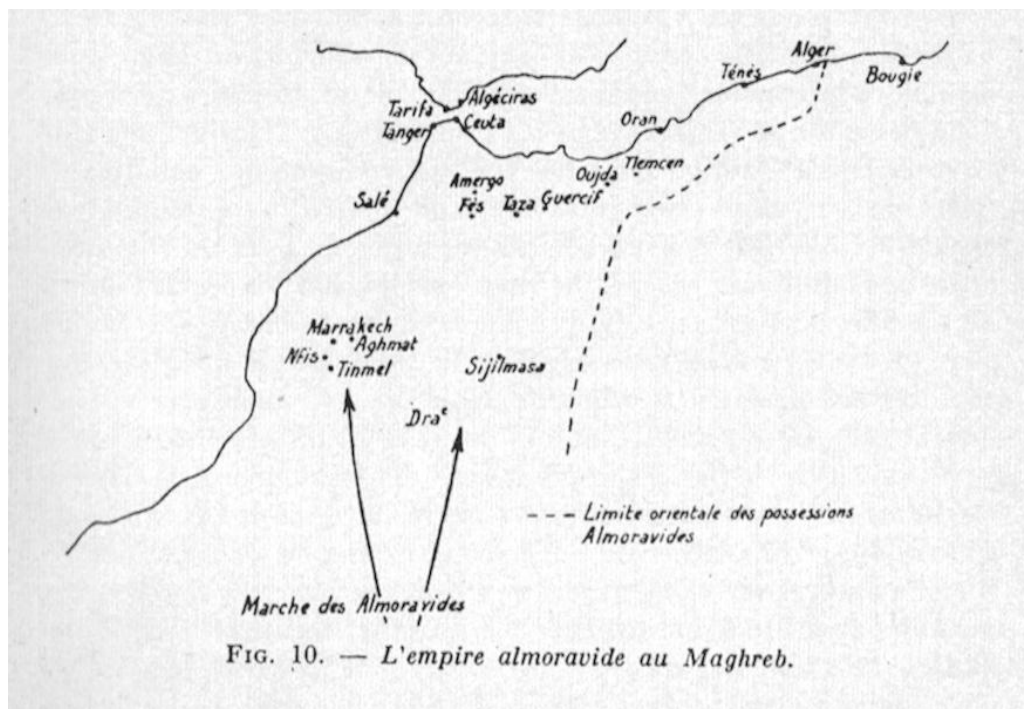 Alger
Ténès
Bougie
Algéciras
Tarifa
Ceuta
Tanger
Oran
Tlemcen
Oujda
Amergo
Guercif
Fès
Taza
Salé
Marrakech
Aghmat
Nfis
Tinmel
Sijilmasa
Draᶜ
--- Limite orientale des possessions
Almoravides
Marche des Almoravides
FIG. 10. — L'empire almoravide au Maghreb.